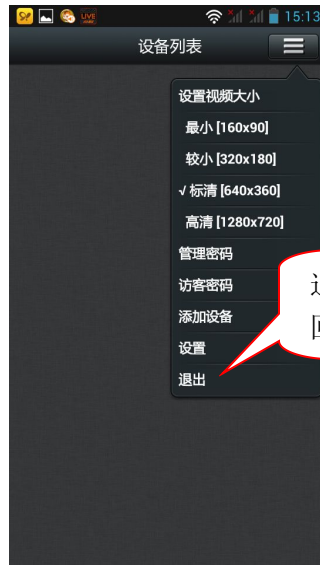 LIVE
15:13
设备列表
设置视频大小
最小 [160x90]
较小 [320x180]
√ 标清 [640x360]
高清 [1280x720]
管理密码
访客密码
添加设备
设置
退出